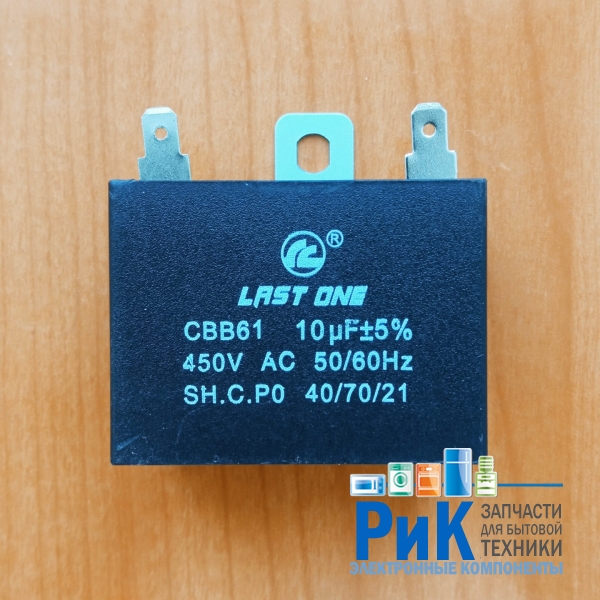 ®
LAST ONE
CBB61 10μF±5%
450V AC 50/60Hz
SH.C.P0 40/70/21
РиК ЗАПЧАСТИ
ДЛЯ БЫТОВОЙ
ТЕХНИКИ
ЭЛЕКТРОННЫЕ КОМПОНЕНТЫ